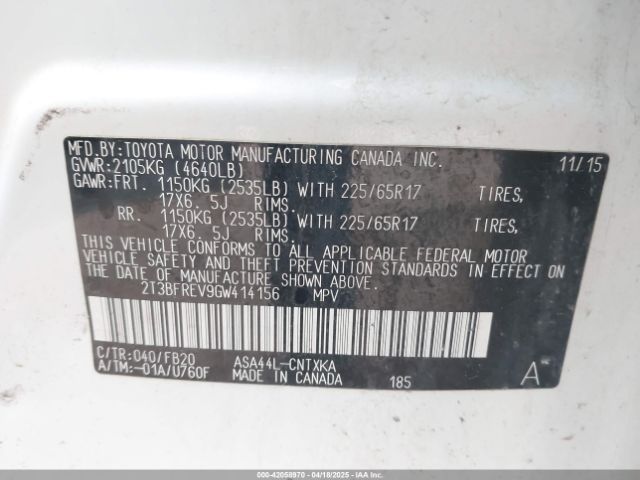 MFD.BY:TOYOTA MOTOR MANUFACTURING CANADA INC. 11/15
GVWR:2105KG (4640LB)
GAWR:FRT. 1150KG (2535LB) WITH 225/65R17 TIRES,
17X6. 5J RIMS.
RR. 1150KG (2535LB) WITH 225/65R17 TIRES,
17X6. 5J RIMS.
THIS VEHICLE CONFORMS TO ALL APPLICABLE FEDERAL MOTOR
VEHICLE SAFETY AND THEFT PREVENTION STANDARDS IN EFFECT ON
THE DATE OF MANUFACTURE SHOWN ABOVE.
2T3BFREV9GW414156 MPV
C/TR:040/FB20 ASA44L-CNTXKA
A/TM:-01A/U760F MADE IN CANADA 185 A
000-42058970 - 04/18/2025 - IAA, Inc.